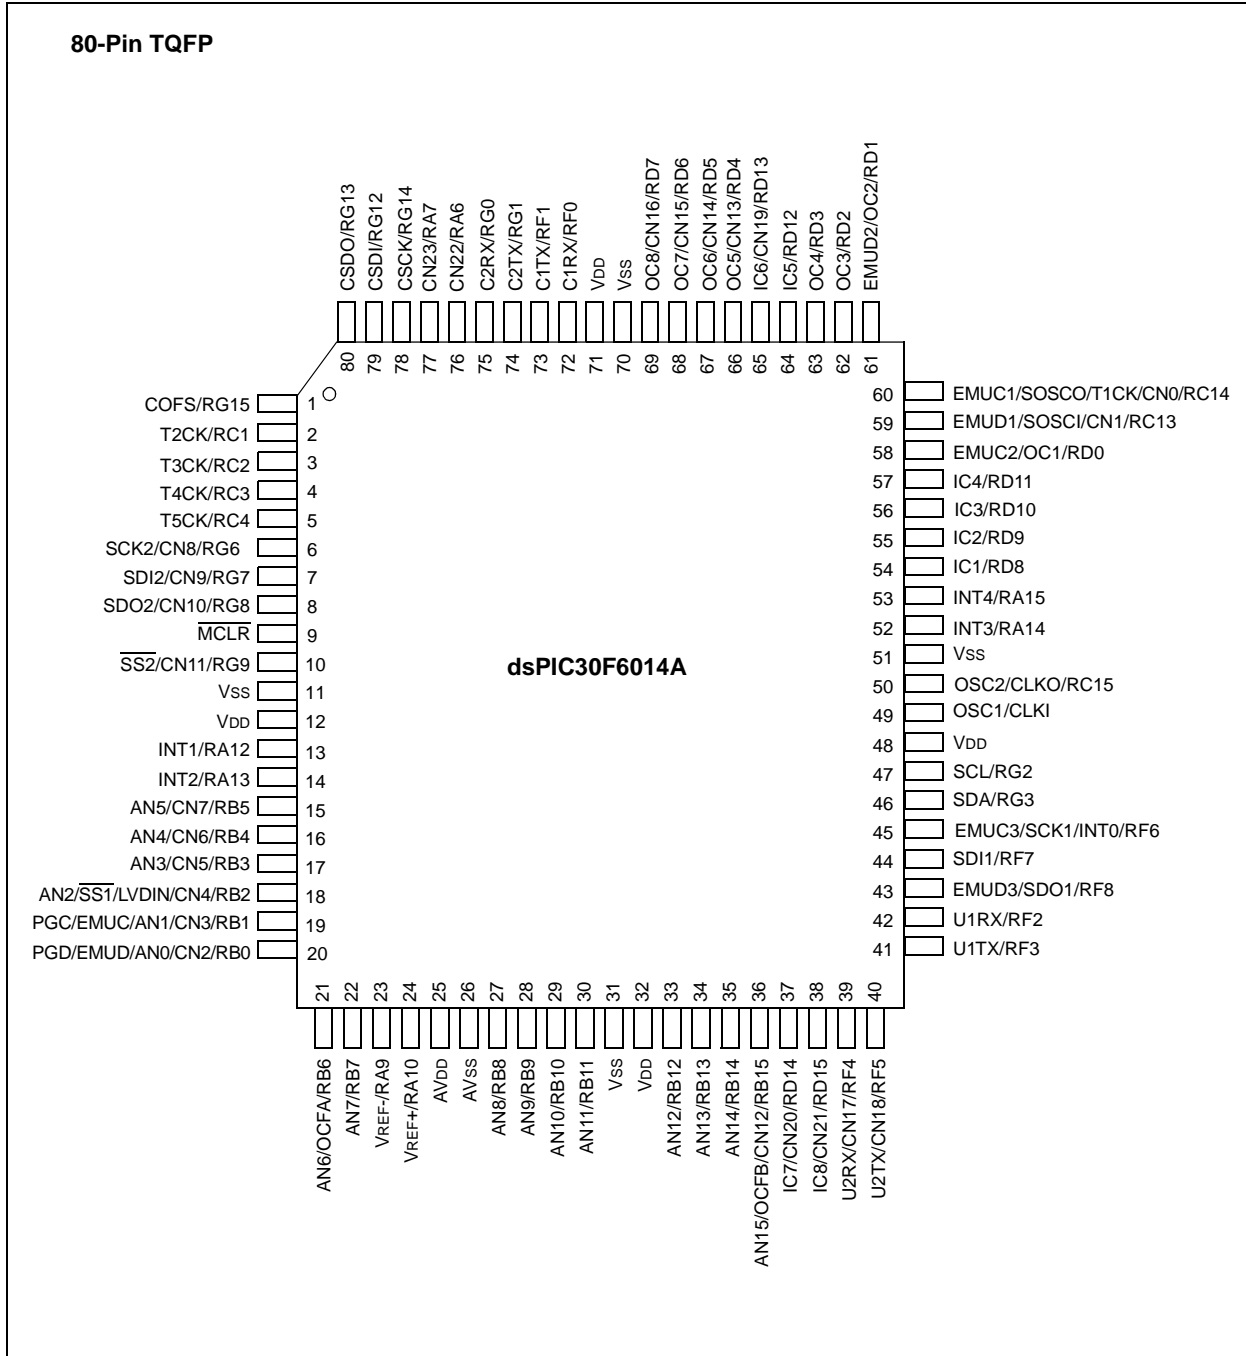 80-Pin TQFP
CSDO/RG13
CSDI/RG12
CSCK/RG14
CN23/RA7
CN22/RA6
C2RX/RG0
C2TX/RG1
C1TX/RF1
C1RX/RF0
VDD
VSS
OC8/CN16/RD7
OC7/CN15/RD6
OC6/CN14/RD5
OC5/CN13/RD4
IC6/CN19/RD13
IC5/RD12
OC4/RD3
OC3/RD2
EMUD2/OC2/RD1
80
79
78
77
76
75
74
73
72
71
70
69
68
67
66
65
64
63
62
61
COFS/RG15 1
T2CK/RC1 2
T3CK/RC2 3
T4CK/RC3 4
T5CK/RC4 5
SCK2/CN8/RG6 6
SDI2/CN9/RG7 7
SDO2/CN10/RG8 8
MCLR 9
SS2/CN11/RG9 10
VSS 11
VDD 12
INT1/RA12 13
INT2/RA13 14
AN5/CN7/RB5 15
AN4/CN6/RB4 16
AN3/CN5/RB3 17
AN2/SS1/LVDIN/CN4/RB2 18
PGC/EMUC/AN1/CN3/RB1 19
PGD/EMUD/AN0/CN2/RB0 20
dsPIC30F6014A
60 EMUC1/SOSCO/T1CK/CN0/RC14
59 EMUD1/SOSCI/CN1/RC13
58 EMUC2/OC1/RD0
57 IC4/RD11
56 IC3/RD10
55 IC2/RD9
54 IC1/RD8
53 INT4/RA15
52 INT3/RA14
51 VSS
50 OSC2/CLKO/RC15
49 OSC1/CLKI
48 VDD
47 SCL/RG2
46 SDA/RG3
45 EMUC3/SCK1/INT0/RF6
44 SDI1/RF7
43 EMUD3/SDO1/RF8
42 U1RX/RF2
41 U1TX/RF3
21
22
23
24
25
26
27
28
29
30
31
32
33
34
35
36
37
38
39
40
AN6/OCFA/RB6
AN7/RB7
VREF-/RA9
VREF+/RA10
AVDD
AVSS
AN8/RB8
AN9/RB9
AN10/RB10
AN11/RB11
VSS
VDD
AN12/RB12
AN13/RB13
AN14/RB14
AN15/OCFB/CN12/RB15
IC7/CN20/RD14
IC8/CN21/RD15
U2RX/CN17/RF4
U2TX/CN18/RF5